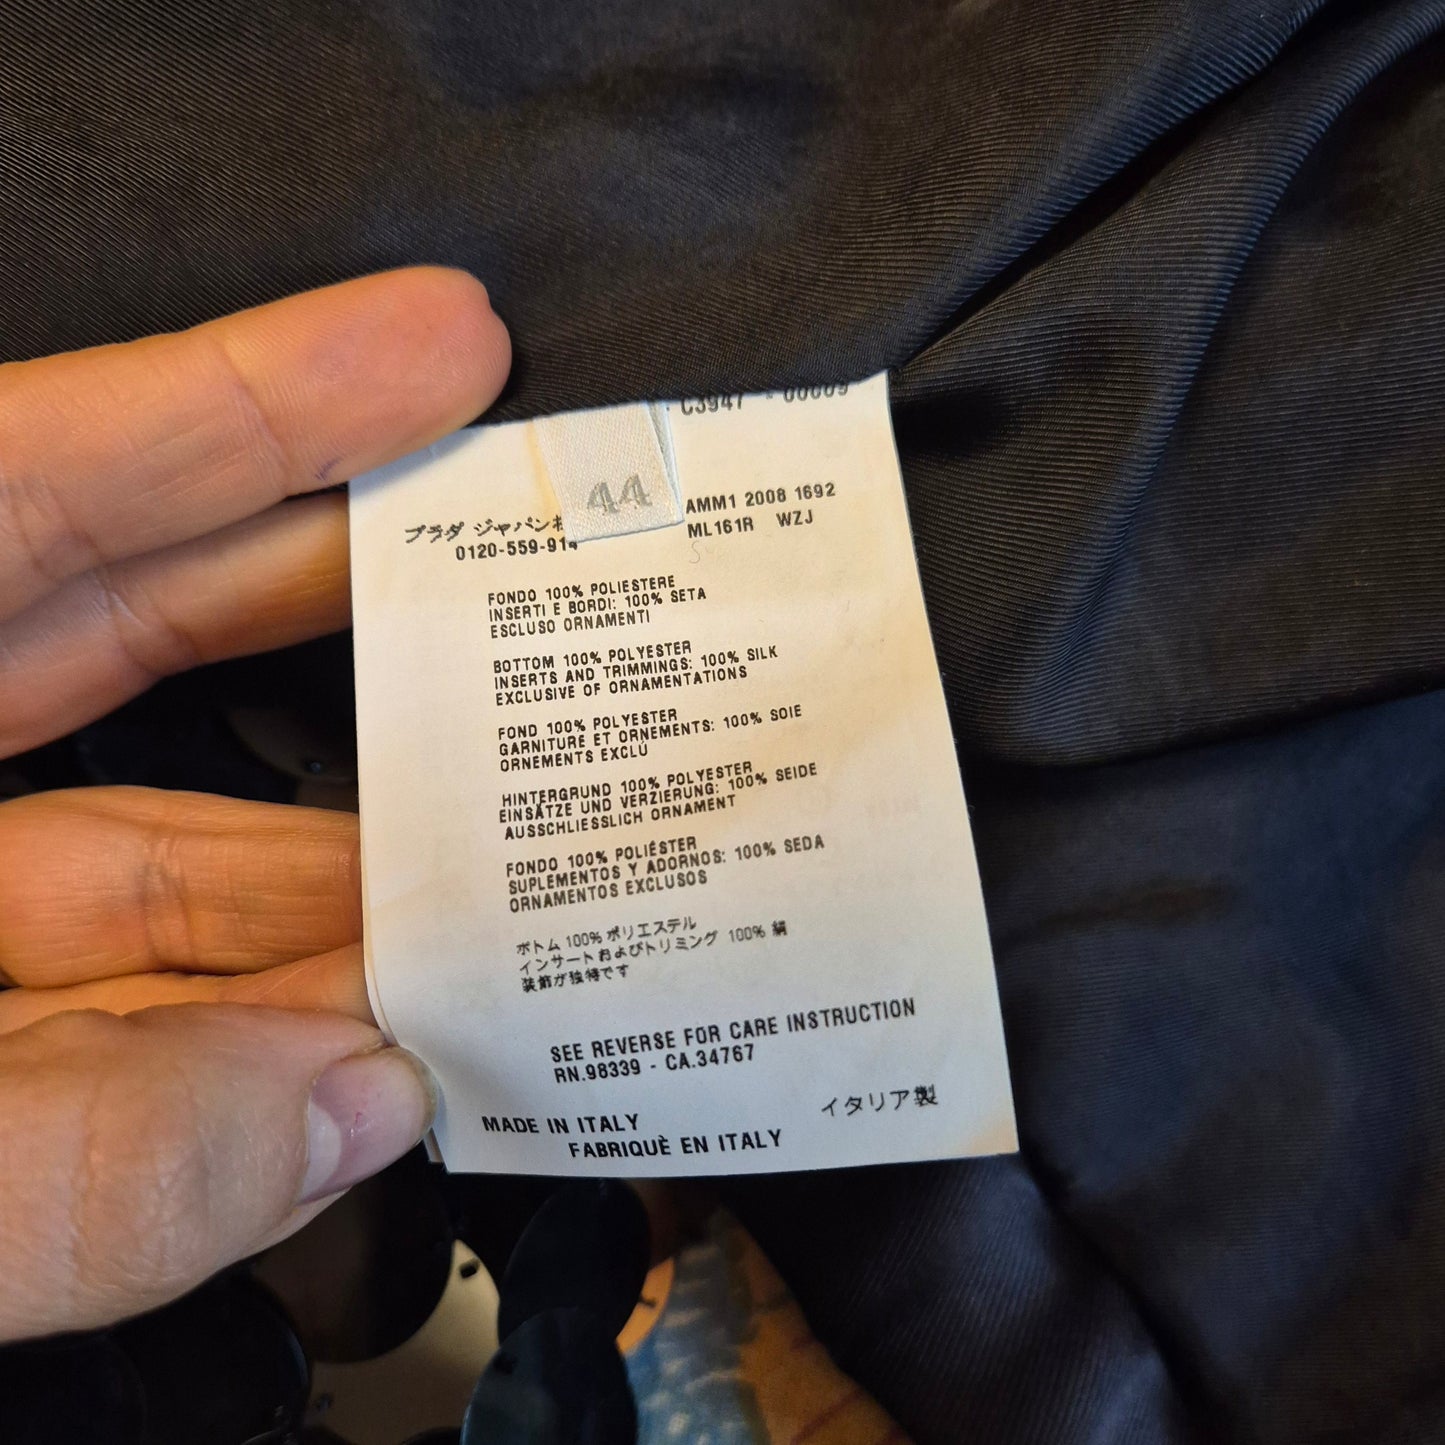 C3947 - 00009
44
AMM1 2008 1692
ML161R WZJ
プラダ ジャパン
0120-559-914
FONDO 100% POLIESTERE
INSERTI E BORDI: 100% SETA
ESCLUSO ORNAMENTI
BOTTOM 100% POLYESTER
INSERTS AND TRIMMINGS: 100% SILK
EXCLUSIVE OF ORNAMENTATIONS
FOND 100% POLYESTER
GARNITURE ET ORNEMENTS: 100% SOIE
ORNEMENTS EXCLÚ
HINTERGRUND 100% POLYESTER
EINSÄTZE UND VERZIERUNG: 100% SEIDE
AUSSCHLIESSLICH ORNAMENT
FONDO 100% POLIÉSTER
SUPLEMENTOS Y ADORNOS: 100% SEDA
ORNAMENTOS EXCLUSOS
ボトム 100% ポリエステル
インサートおよびトリミング 100% 絹
装飾が独特です
SEE REVERSE FOR CARE INSTRUCTION
RN.98339 - CA.34767
MADE IN ITALY
イタリア製
FABRIQUÈ EN ITALY